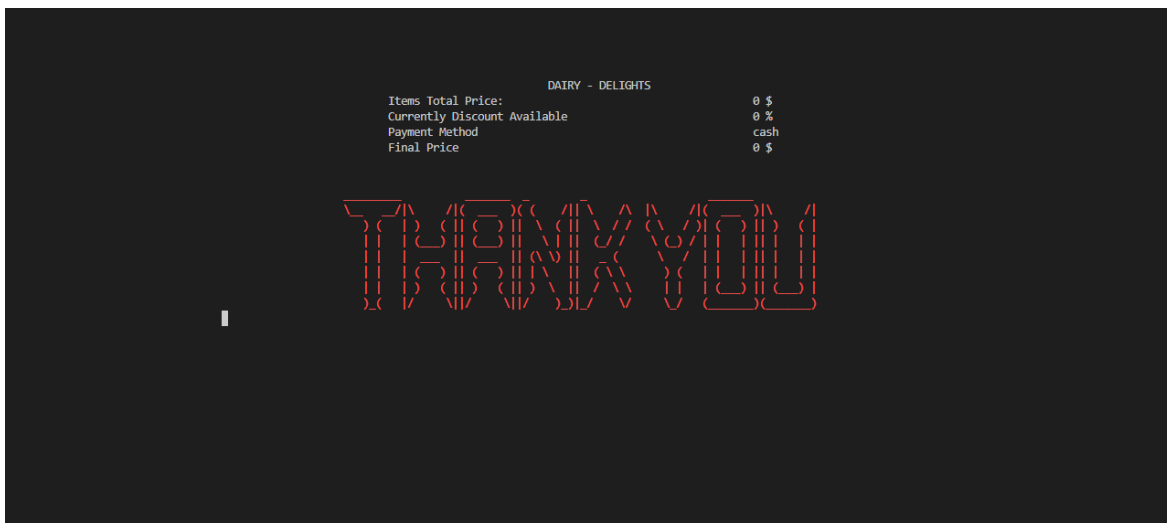 DAIRY - DELIGHTS
Items Total Price: 0 $
Currently Discount Available 0 %
Payment Method cash
Final Price 0 $
THANK YOU